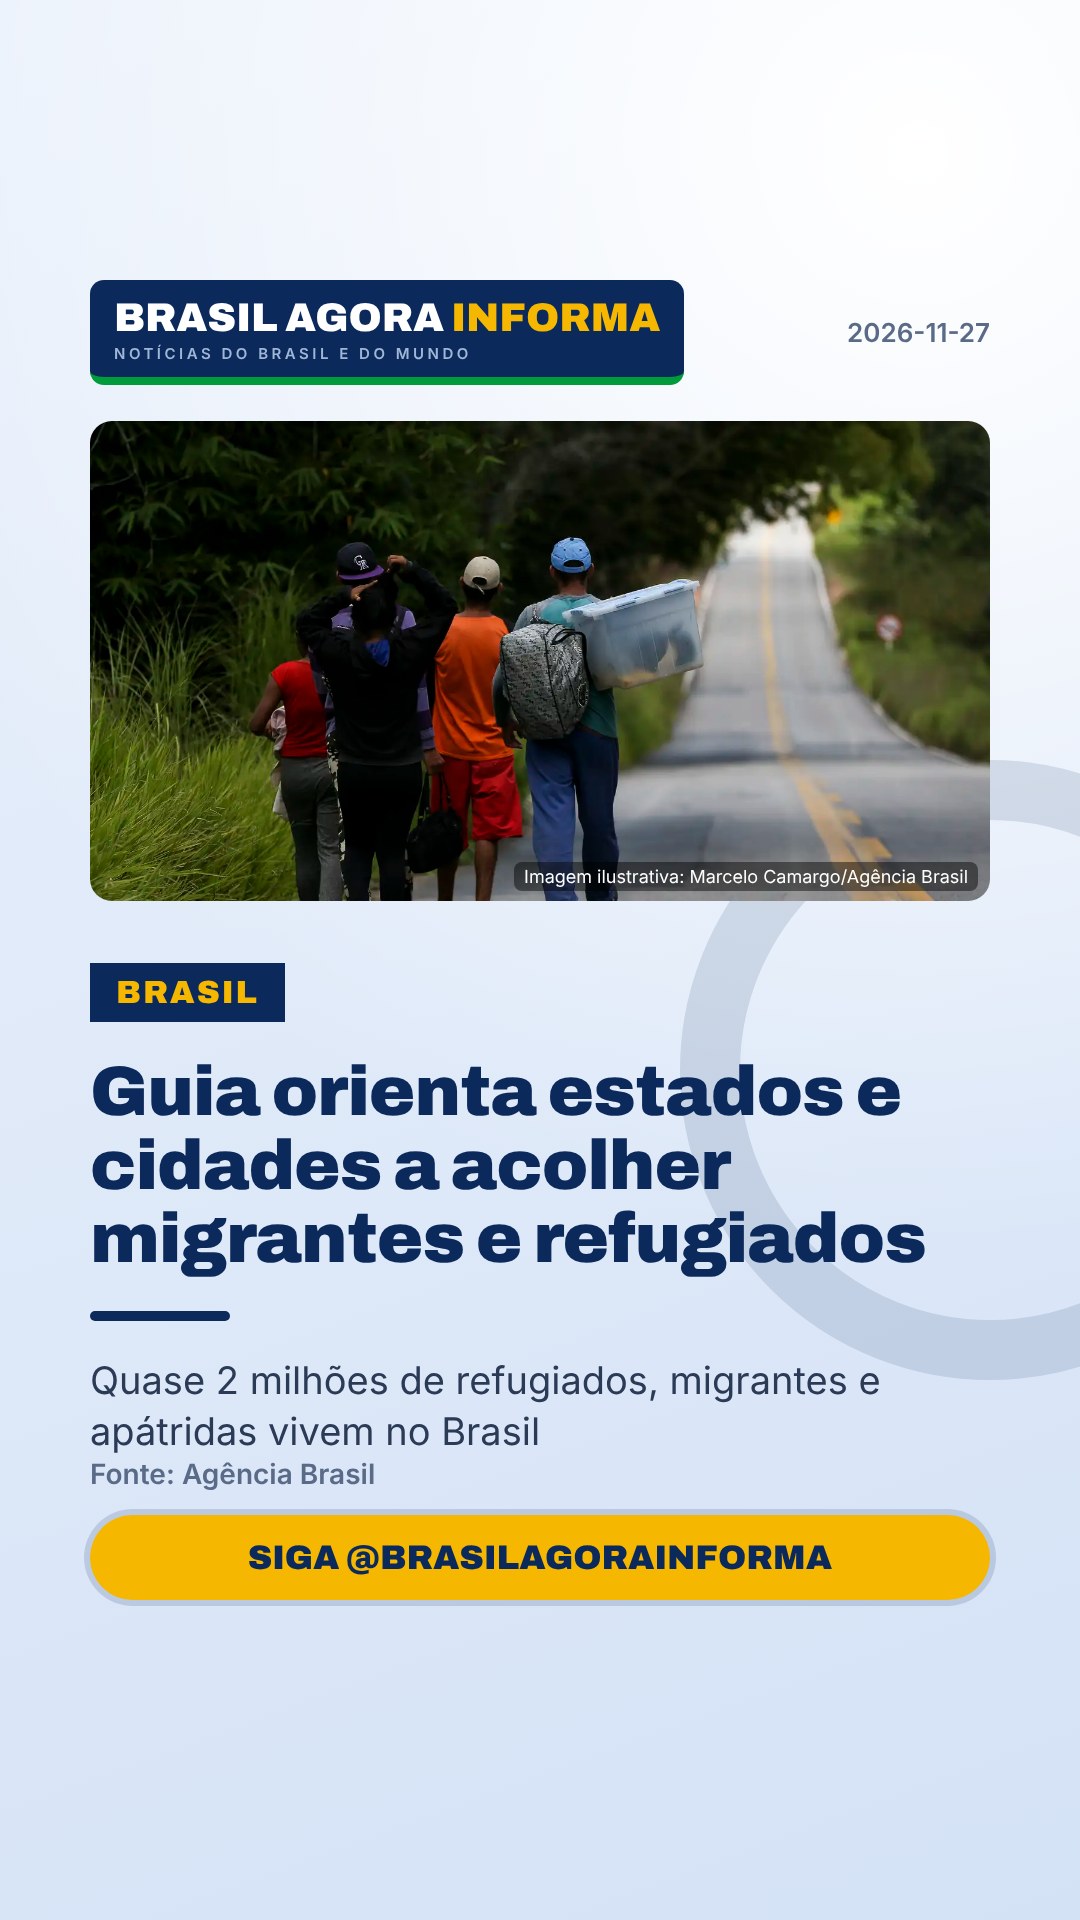 BRASIL AGORA INFORMA
NOTÍCIAS DO BRASIL E DO MUNDO
2026-11-27
Imagem ilustrativa: Marcelo Camargo/Agência Brasil
BRASIL
Guia orienta estados e
cidades a acolher
migrantes e refugiados
Quase 2 milhões de refugiados, migrantes e
apátridas vivem no Brasil
Fonte: Agência Brasil
SIGA @BRASILAGORAINFORMA